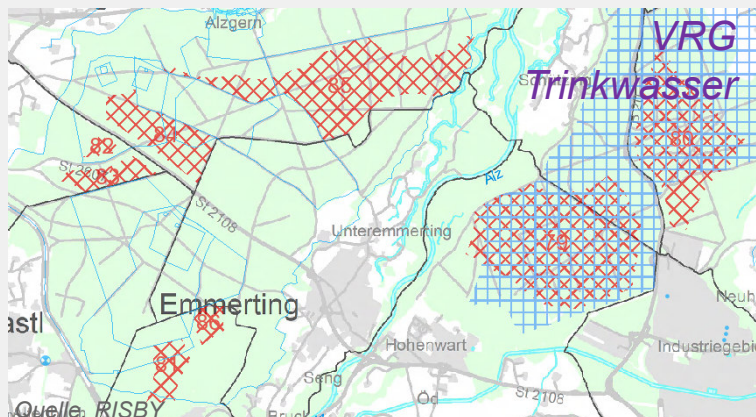 Alzgern
VRG
Trinkwasser
85
84
82
83
St 2108
80
Alz
Unteremmerting
79
Emmerting
86
81
Hohenwart
Seng
Öd
St 2108
Neuh
Industriegebi
astl
Quelle RISBY